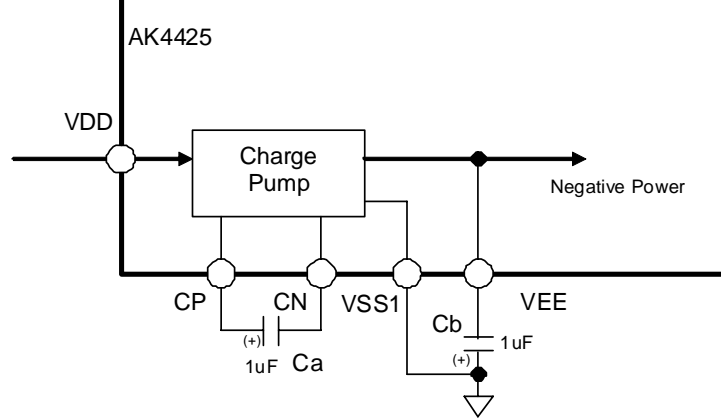 AK4425
VDD
Charge
Pump
Negative Power
CP
CN
VSS1
VEE
Cb
1uF
(+)
(+)
1uF
Ca